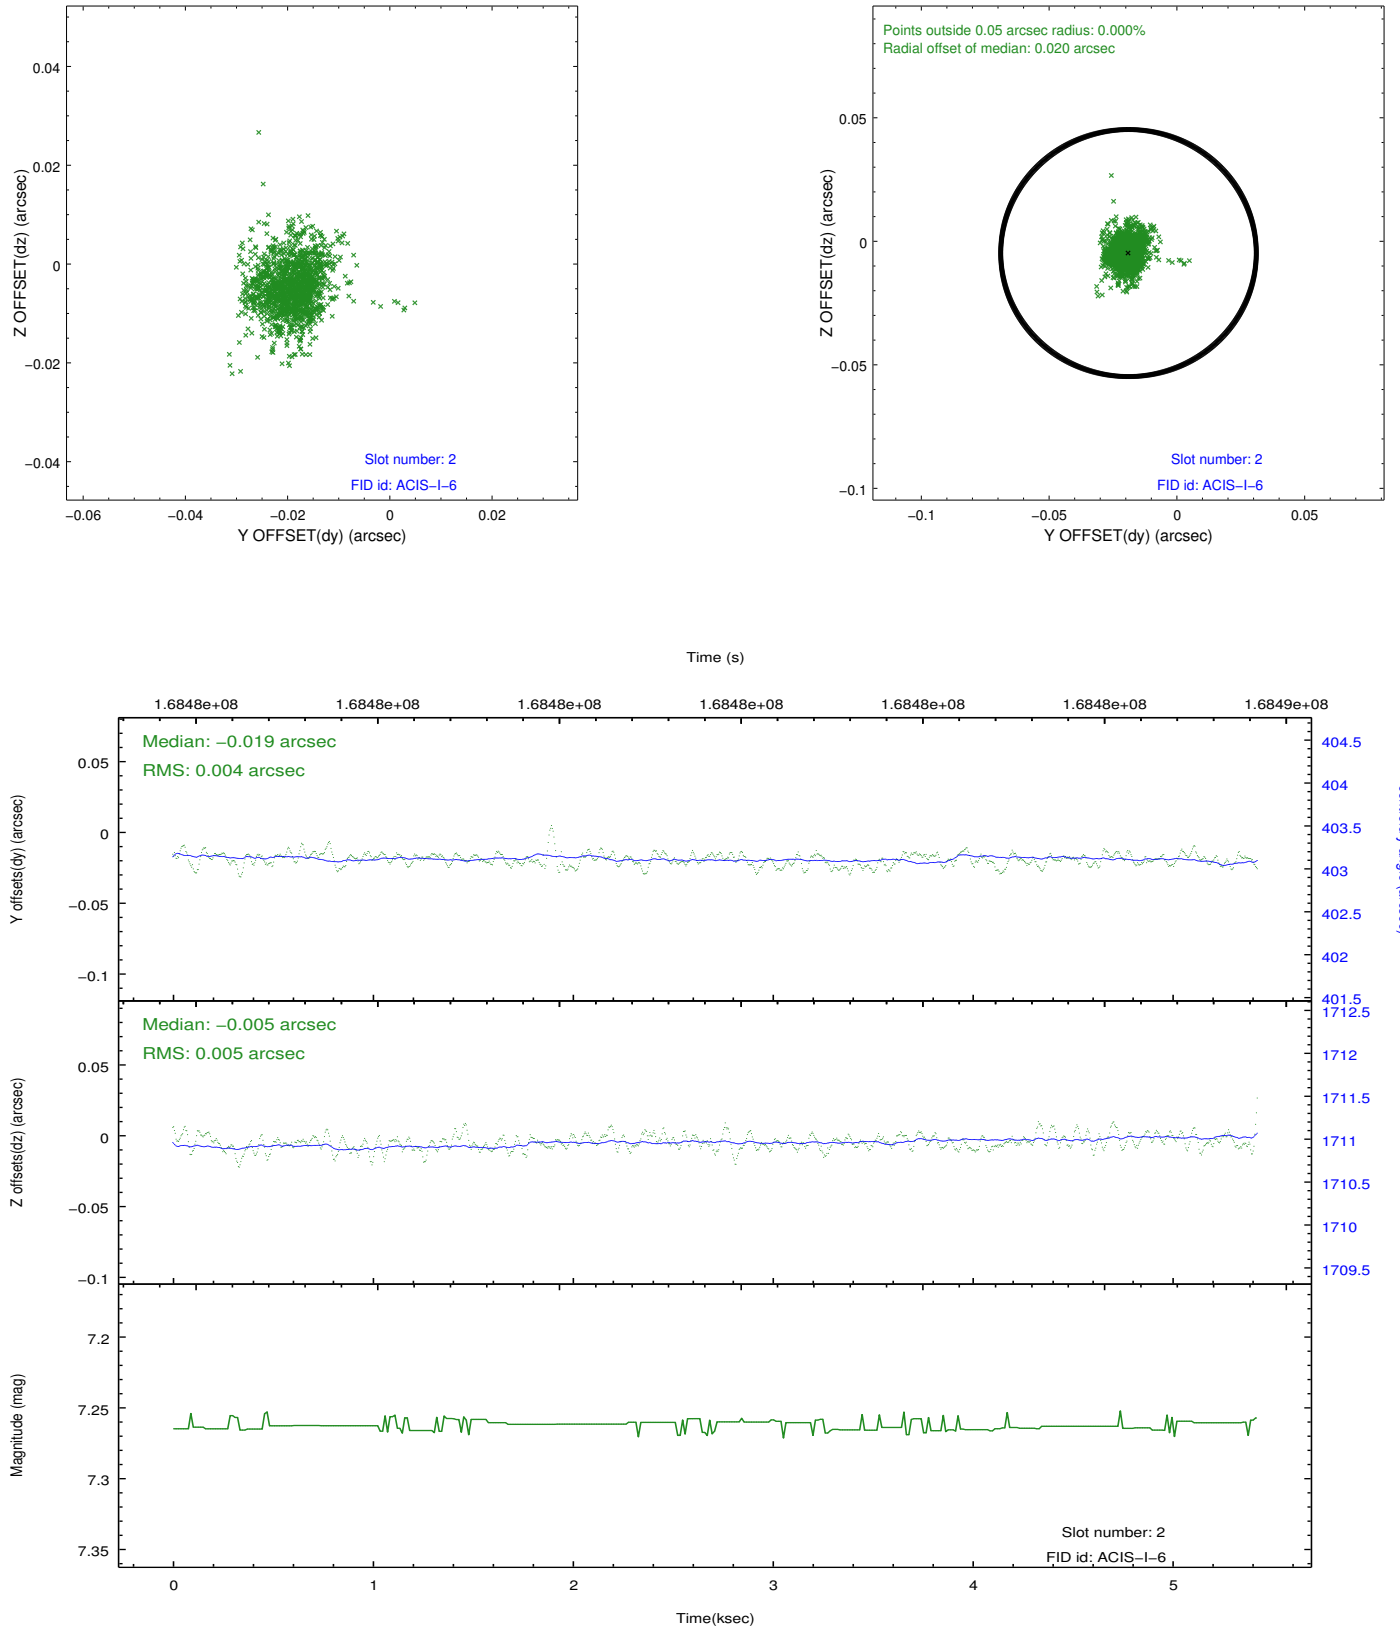 0.04
0.02
0
−0.02
−0.04
Z OFFSET(dz) (arcsec)
Slot number: 2
FID id: ACIS−I−6
−0.06 −0.04 −0.02 0 0.02
Y OFFSET(dy) (arcsec)
Points outside 0.05 arcsec radius: 0.000%
Radial offset of median: 0.020 arcsec
0.05
0
−0.05
−0.1
Z OFFSET(dz) (arcsec)
Slot number: 2
FID id: ACIS−I−6
−0.1 −0.05 0 0.05
Y OFFSET(dy) (arcsec)
Time (s)
1.6848e+08 1.6848e+08 1.6848e+08 1.6848e+08 1.6848e+08 1.6848e+08 1.6849e+08
Median: −0.019 arcsec
RMS: 0.004 arcsec
0.05
0
−0.05
−0.1
Y offsets(dy) (arcsec)
404.5
404
403.5
403
402.5
402
401.5
Median: −0.005 arcsec
RMS: 0.005 arcsec
0.05
0
−0.05
−0.1
Z offsets(dz) (arcsec)
1712.5
1712
1711.5
1711
1710.5
1710
1709.5
7.2
7.25
7.3
7.35
Magnitude (mag)
Slot number: 2
FID id: ACIS−I−6
0 1 2 3 4 5
Time(ksec)